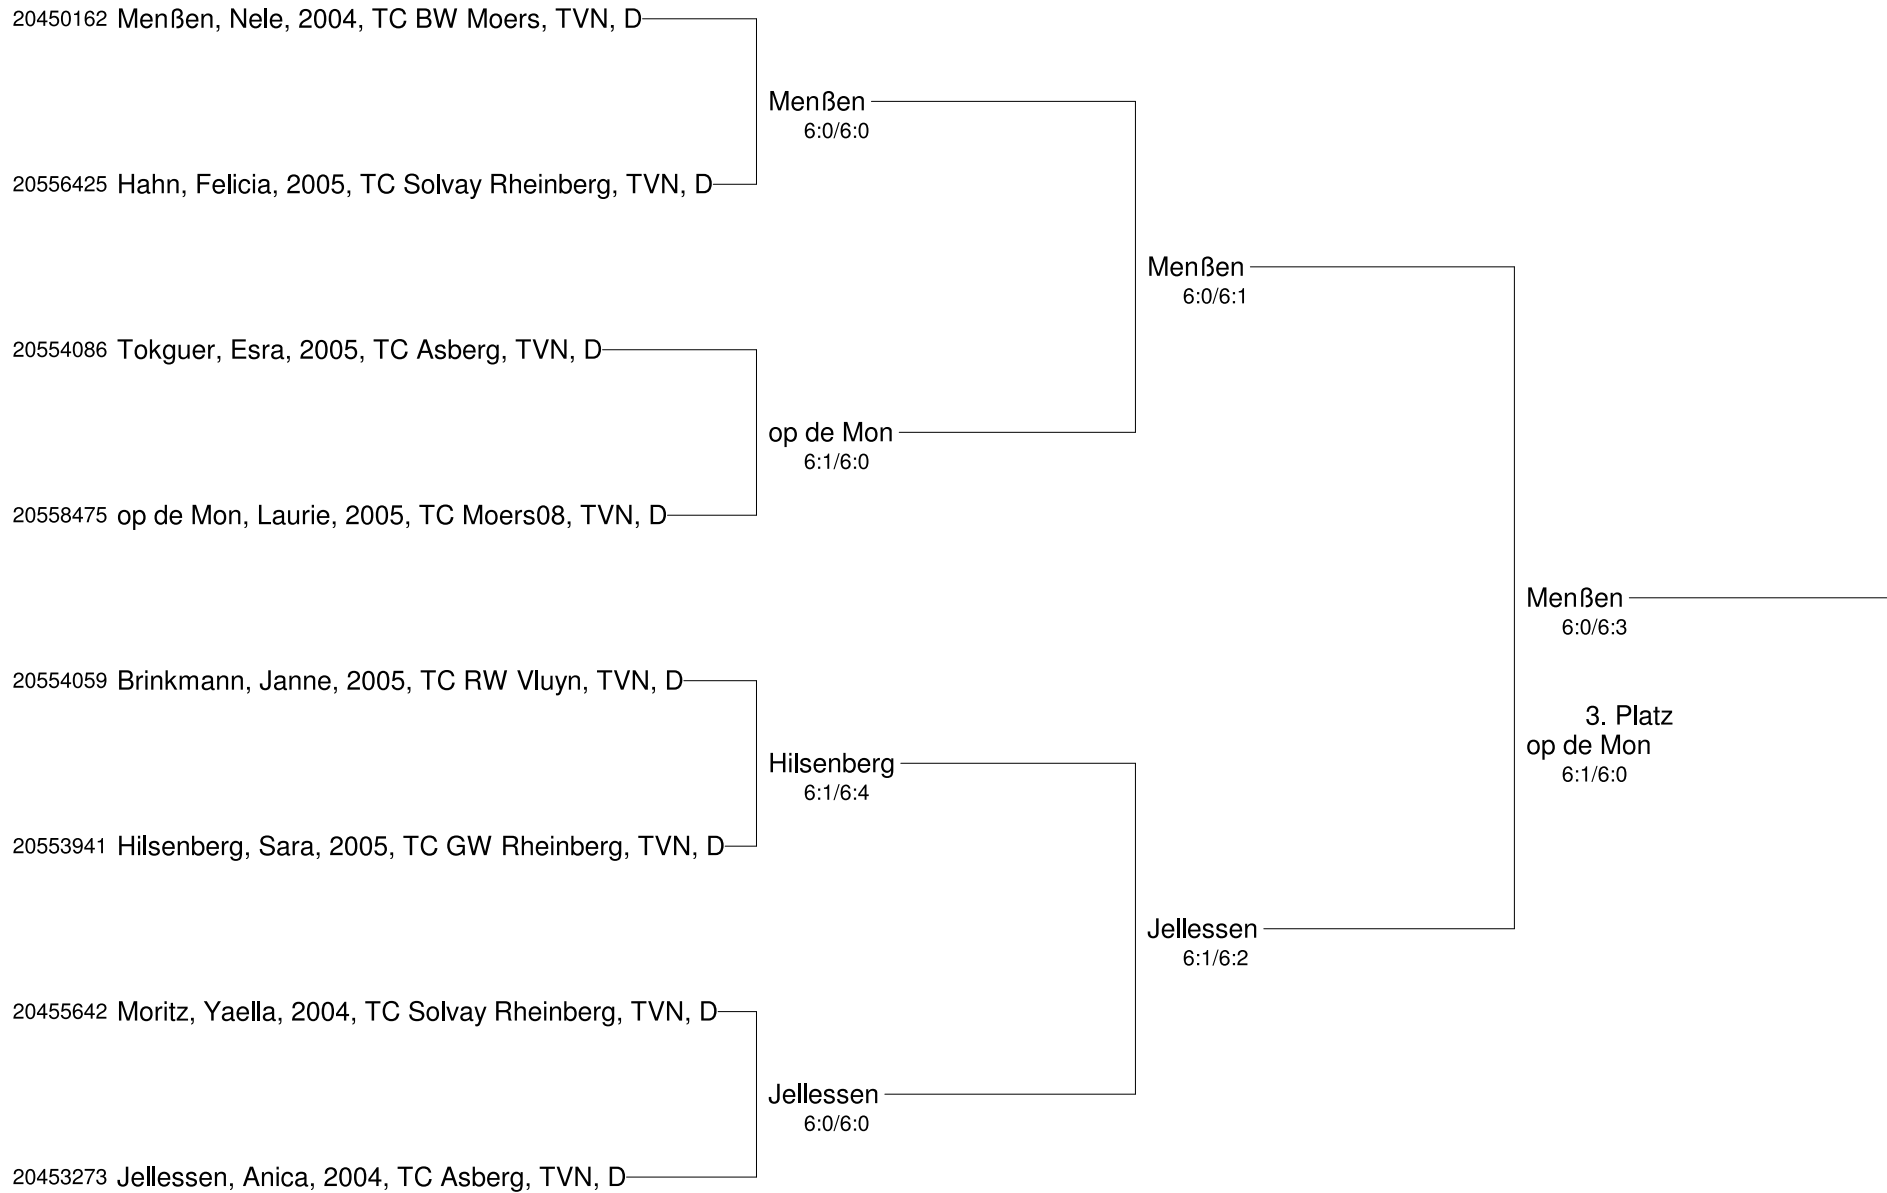 20450162 Menßen, Nele, 2004, TC BW Moers, TVN, D
Menßen
6:0/6:0
20556425 Hahn, Felicia, 2005, TC Solvay Rheinberg, TVN, D
Menßen
6:0/6:1
20554086 Tokguer, Esra, 2005, TC Asberg, TVN, D
op de Mon
6:1/6:0
20558475 op de Mon, Laurie, 2005, TC Moers08, TVN, D
Menßen
6:0/6:3
20554059 Brinkmann, Janne, 2005, TC RW Vluyn, TVN, D
3. Platz
op de Mon
6:1/6:0
Hilsenberg
6:1/6:4
20553941 Hilsenberg, Sara, 2005, TC GW Rheinberg, TVN, D
Jellessen
6:1/6:2
20455642 Moritz, Yaella, 2004, TC Solvay Rheinberg, TVN, D
Jellessen
6:0/6:0
20453273 Jellessen, Anica, 2004, TC Asberg, TVN, D